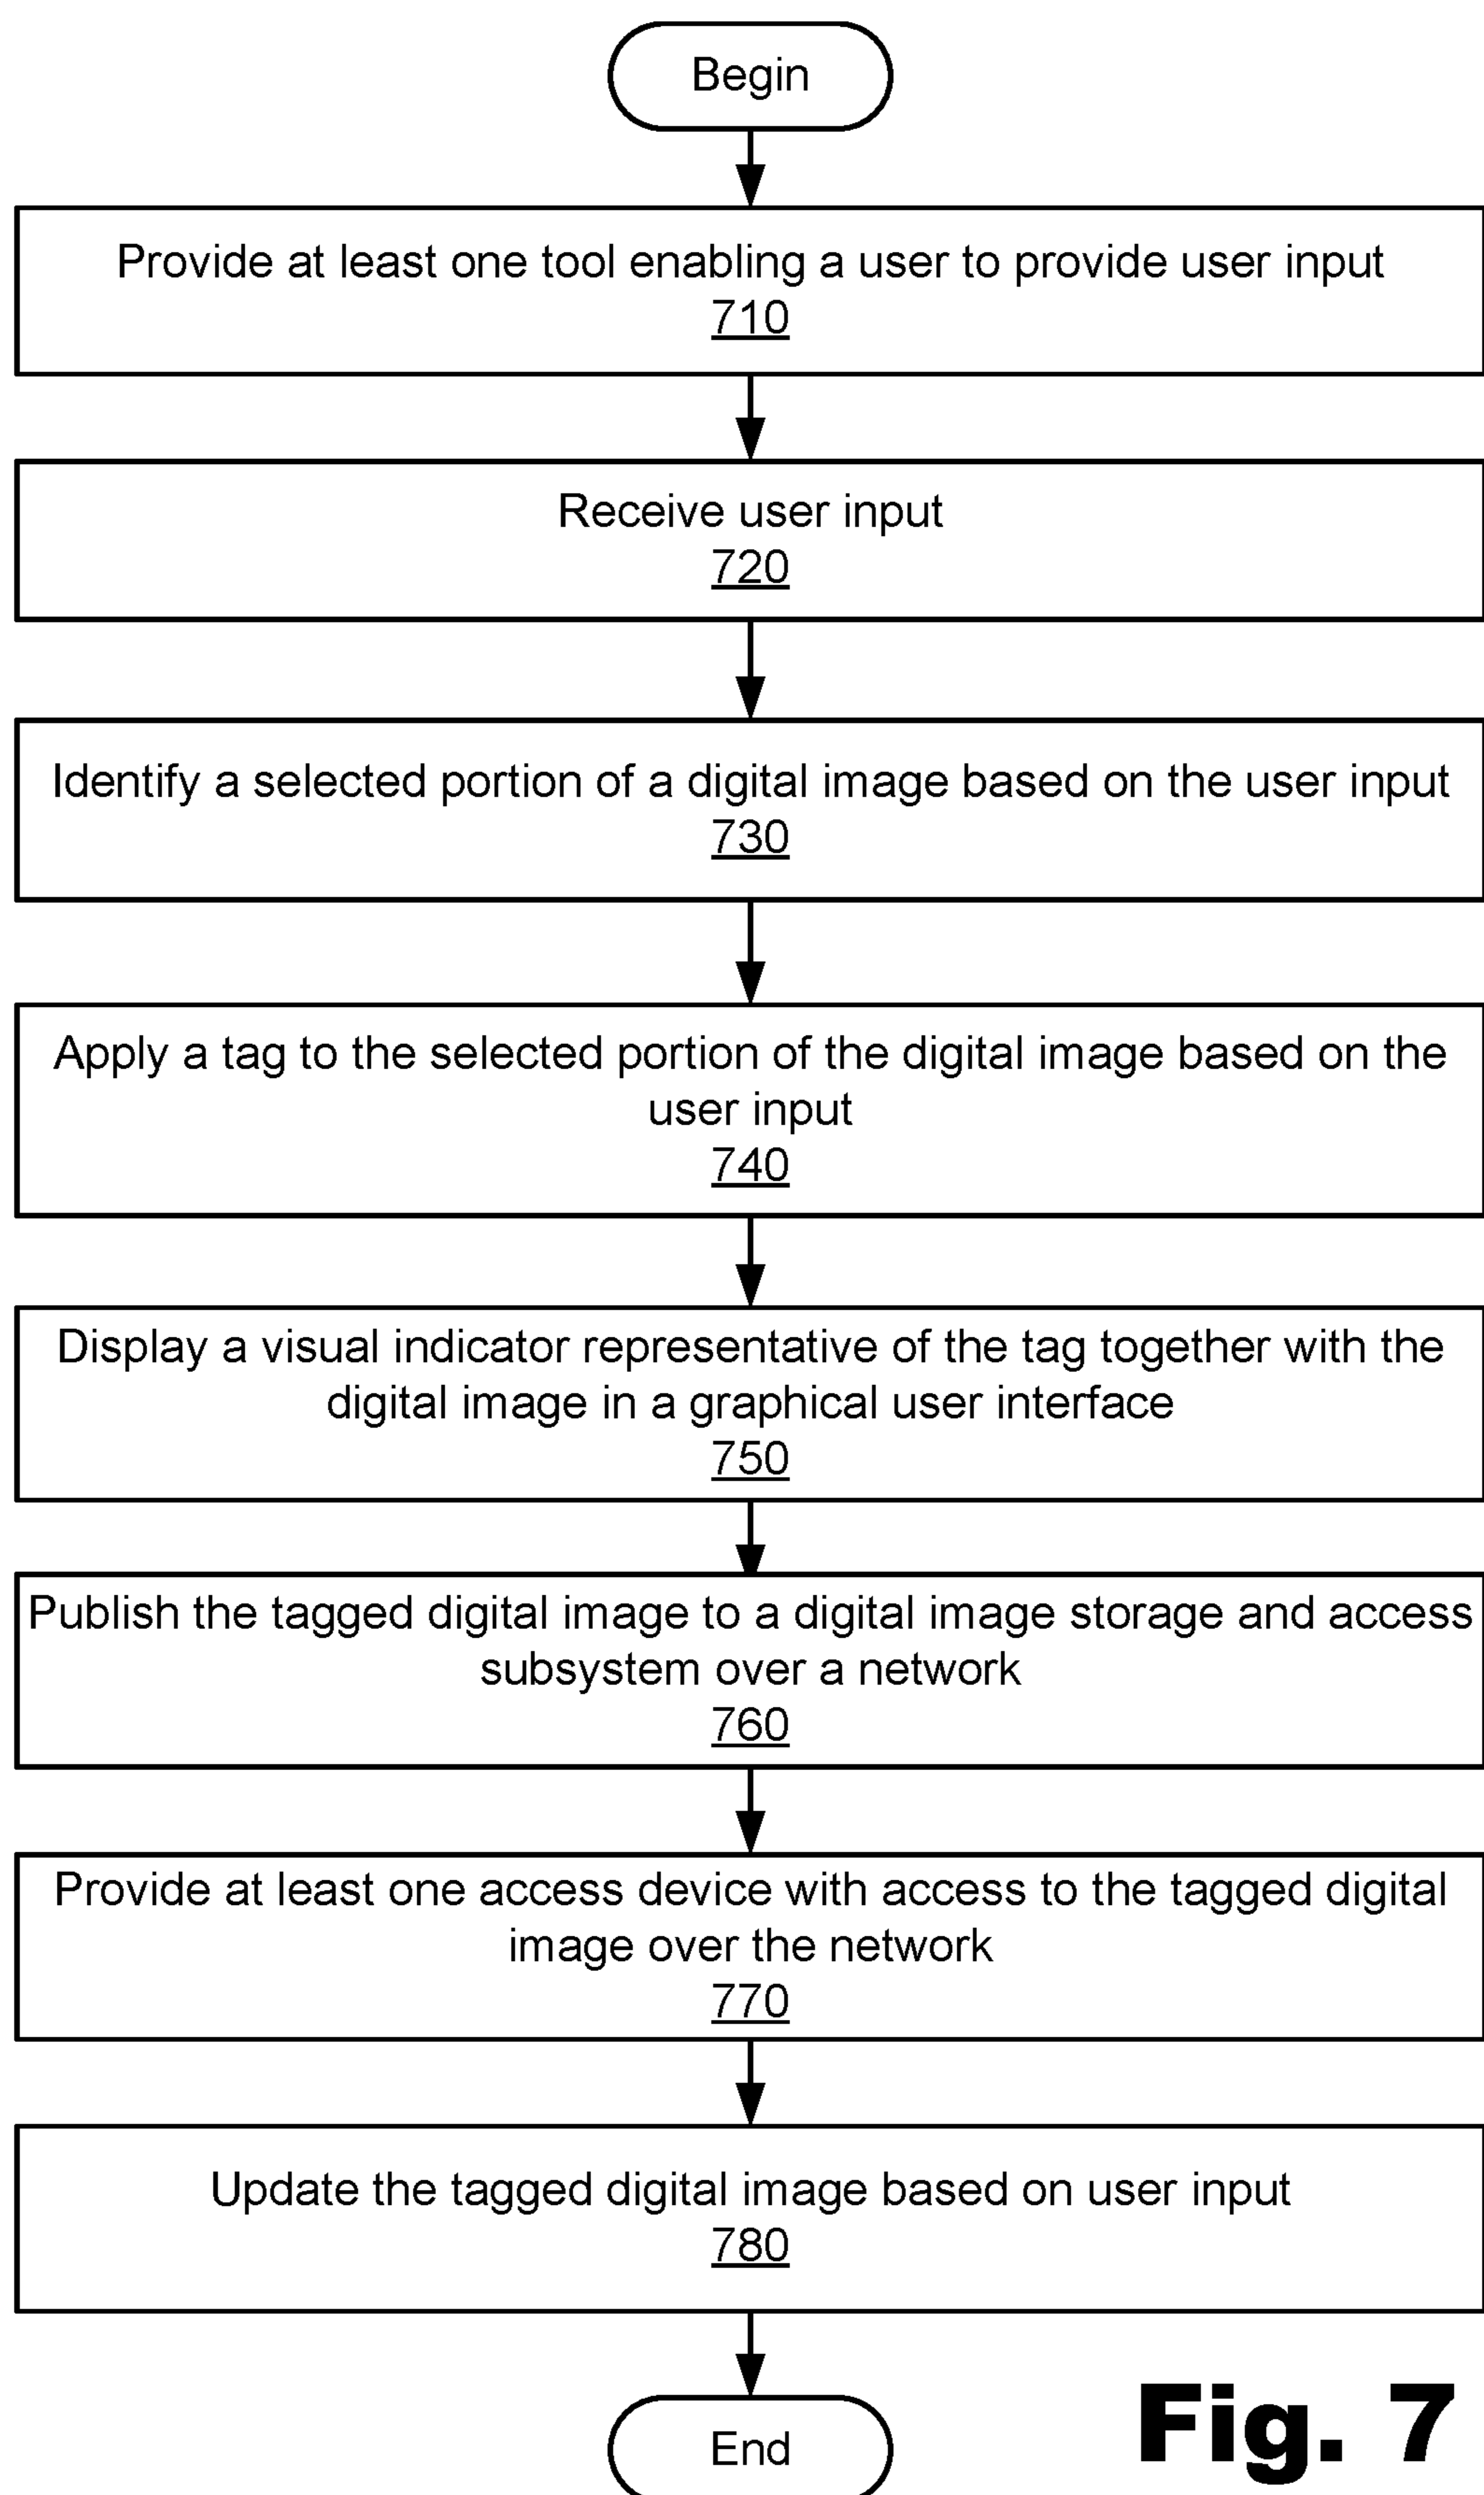 Begin
Provide at least one tool enabling a user to provide user input
710
Receive user input
720
Identify a selected portion of a digital image based on the user input
730
Apply a tag to the selected portion of the digital image based on the
user input
740
Display a visual indicator representative of the tag together with the
digital image in a graphical user interface
750
Publish the tagged digital image to a digital image storage and access
subsystem over a network
760
Provide at least one access device with access to the tagged digital
image over the network
770
Update the tagged digital image based on user input
780
End
Fig. 7